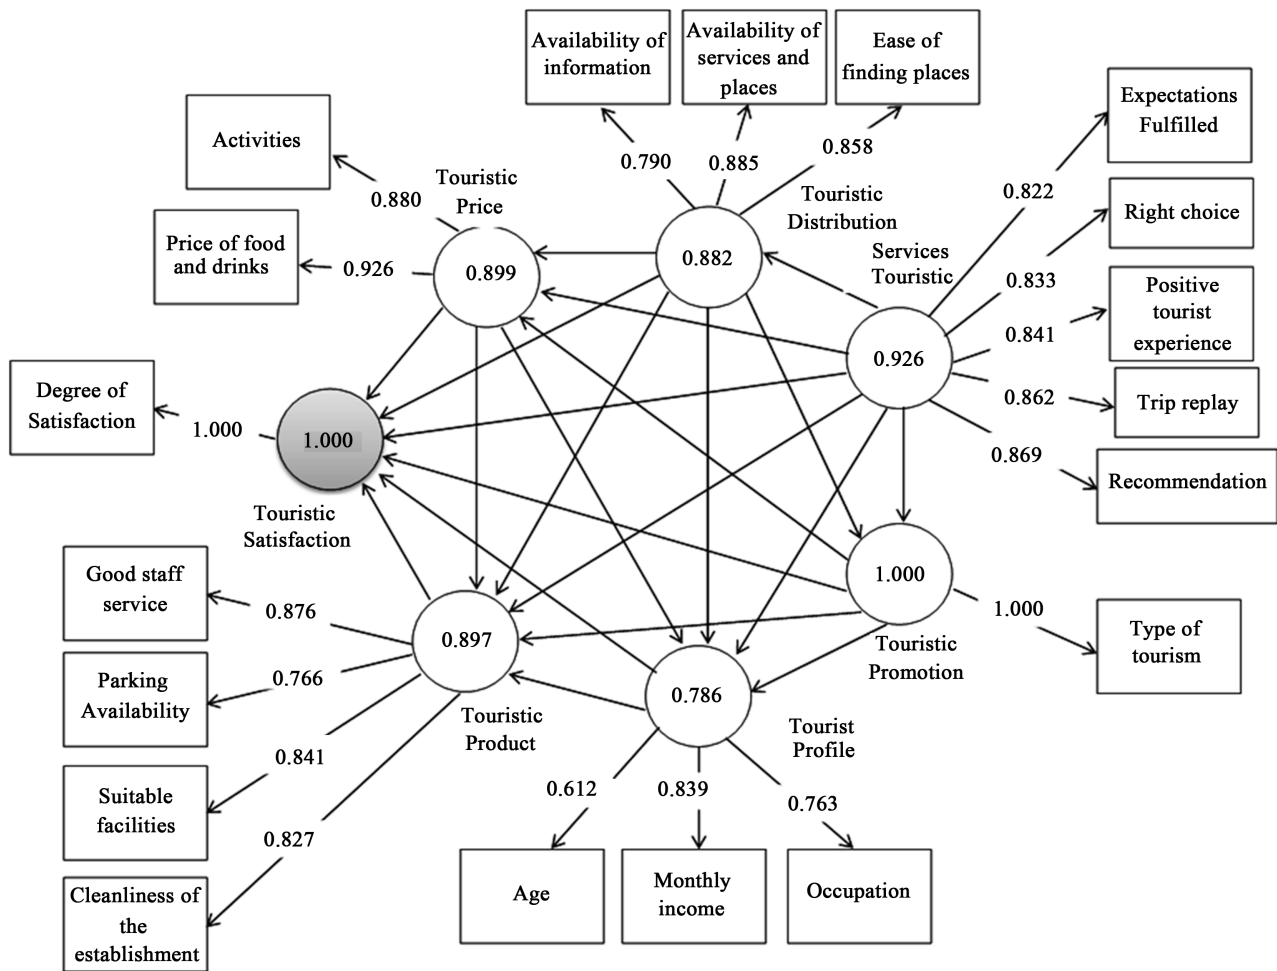 Availability of
information
Availability of
services and
places
Ease of
finding places
Expectations
Fulfilled
Activities
0.790
0.885
0.858
Touristic
Price
0.880
Touristic
Distribution
0.822
Right choice
Price of food
and drinks
0.926
0.899
0.882
Services
Touristic
0.833
Positive
tourist
experience
0.841
0.926
Degree of
Satisfaction
1.000
1.000
0.862
Trip replay
0.869
Recommendation
Touristic
Satisfaction
Good staff
service
0.876
1.000
1.000
Type of
tourism
Touristic
Promotion
0.897
Parking
Availability
0.766
0.786
Touristic
Product
Tourist
Profile
0.841
Suitable
facilities
0.612
0.839
0.763
0.827
Cleanliness of
the
establishment
Age
Monthly
income
Occupation